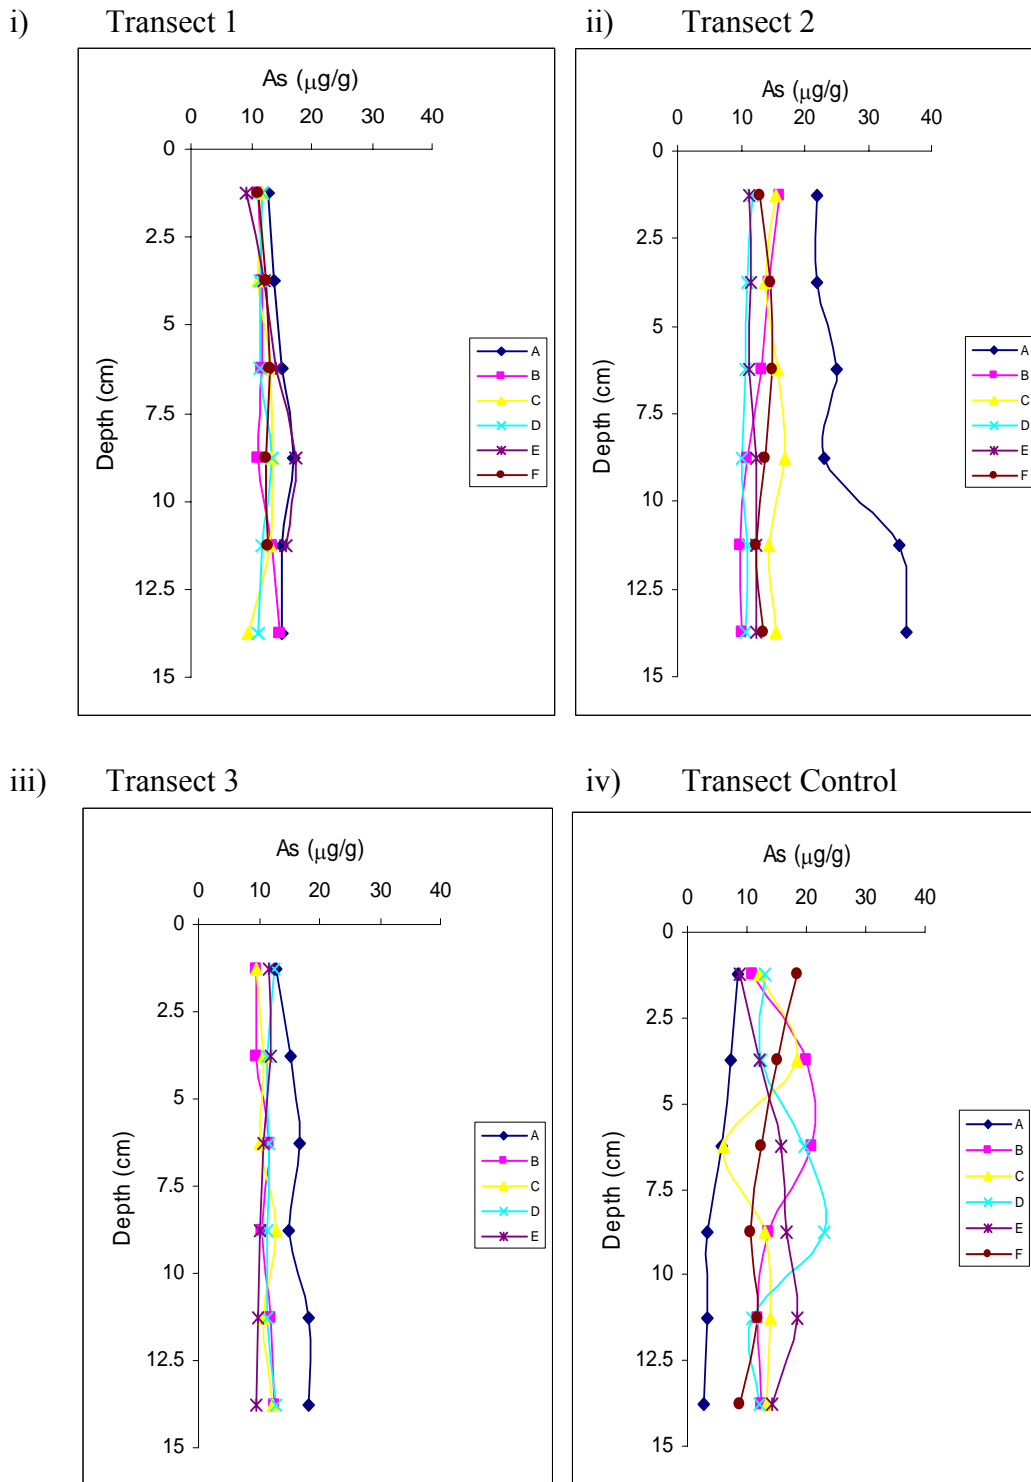 i) Transect 1
As (µg/g)
0 10 20 30 40
0
2.5
5
7.5
10
12.5
15
Depth (cm)
A
B
C
D
E
F
ii) Transect 2
As (µg/g)
0 10 20 30 40
0
2.5
5
7.5
10
12.5
15
Depth (cm)
A
B
C
D
E
F
iii) Transect 3
As (µg/g)
0 10 20 30 40
0
2.5
5
7.5
10
12.5
15
Depth (cm)
A
B
C
D
E
iv) Transect Control
As (µg/g)
0 10 20 30 40
0
2.5
5
7.5
10
12.5
15
Depth (cm)
A
B
C
D
E
F